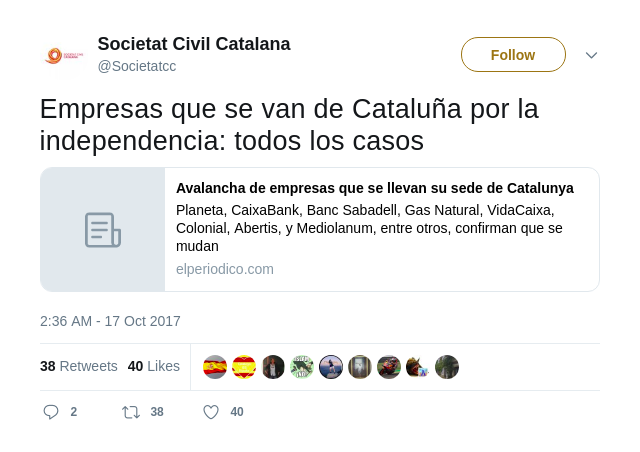 Societat Civil Catalana
@Societatcc
Follow
Empresas que se van de Cataluña por la
independencia: todos los casos
Avalancha de empresas que se llevan su sede de Catalunya
Planeta, CaixaBank, Banc Sabadell, Gas Natural, VidaCaixa,
Colonial, Abertis, y Mediolanum, entre otros, confirman que se
mudan
elperiodico.com
2:36 AM - 17 Oct 2017
38 Retweets 40 Likes
2 38 40